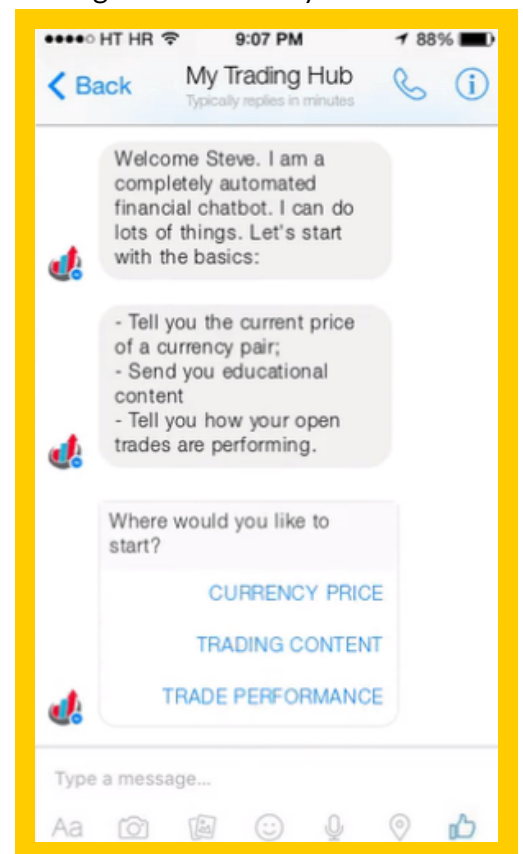 HT HR 9:07 PM 88%
Back My Trading Hub
Typically replies in minutes
Welcome Steve. I am a
completely automated
financial chatbot. I can do
lots of things. Let's start
with the basics:
- Tell you the current price
of a currency pair;
- Send you educational
content
- Tell you how your open
trades are performing.
Where would you like to
start?
CURRENCY PRICE
TRADING CONTENT
TRADE PERFORMANCE
Type a message...
Aa